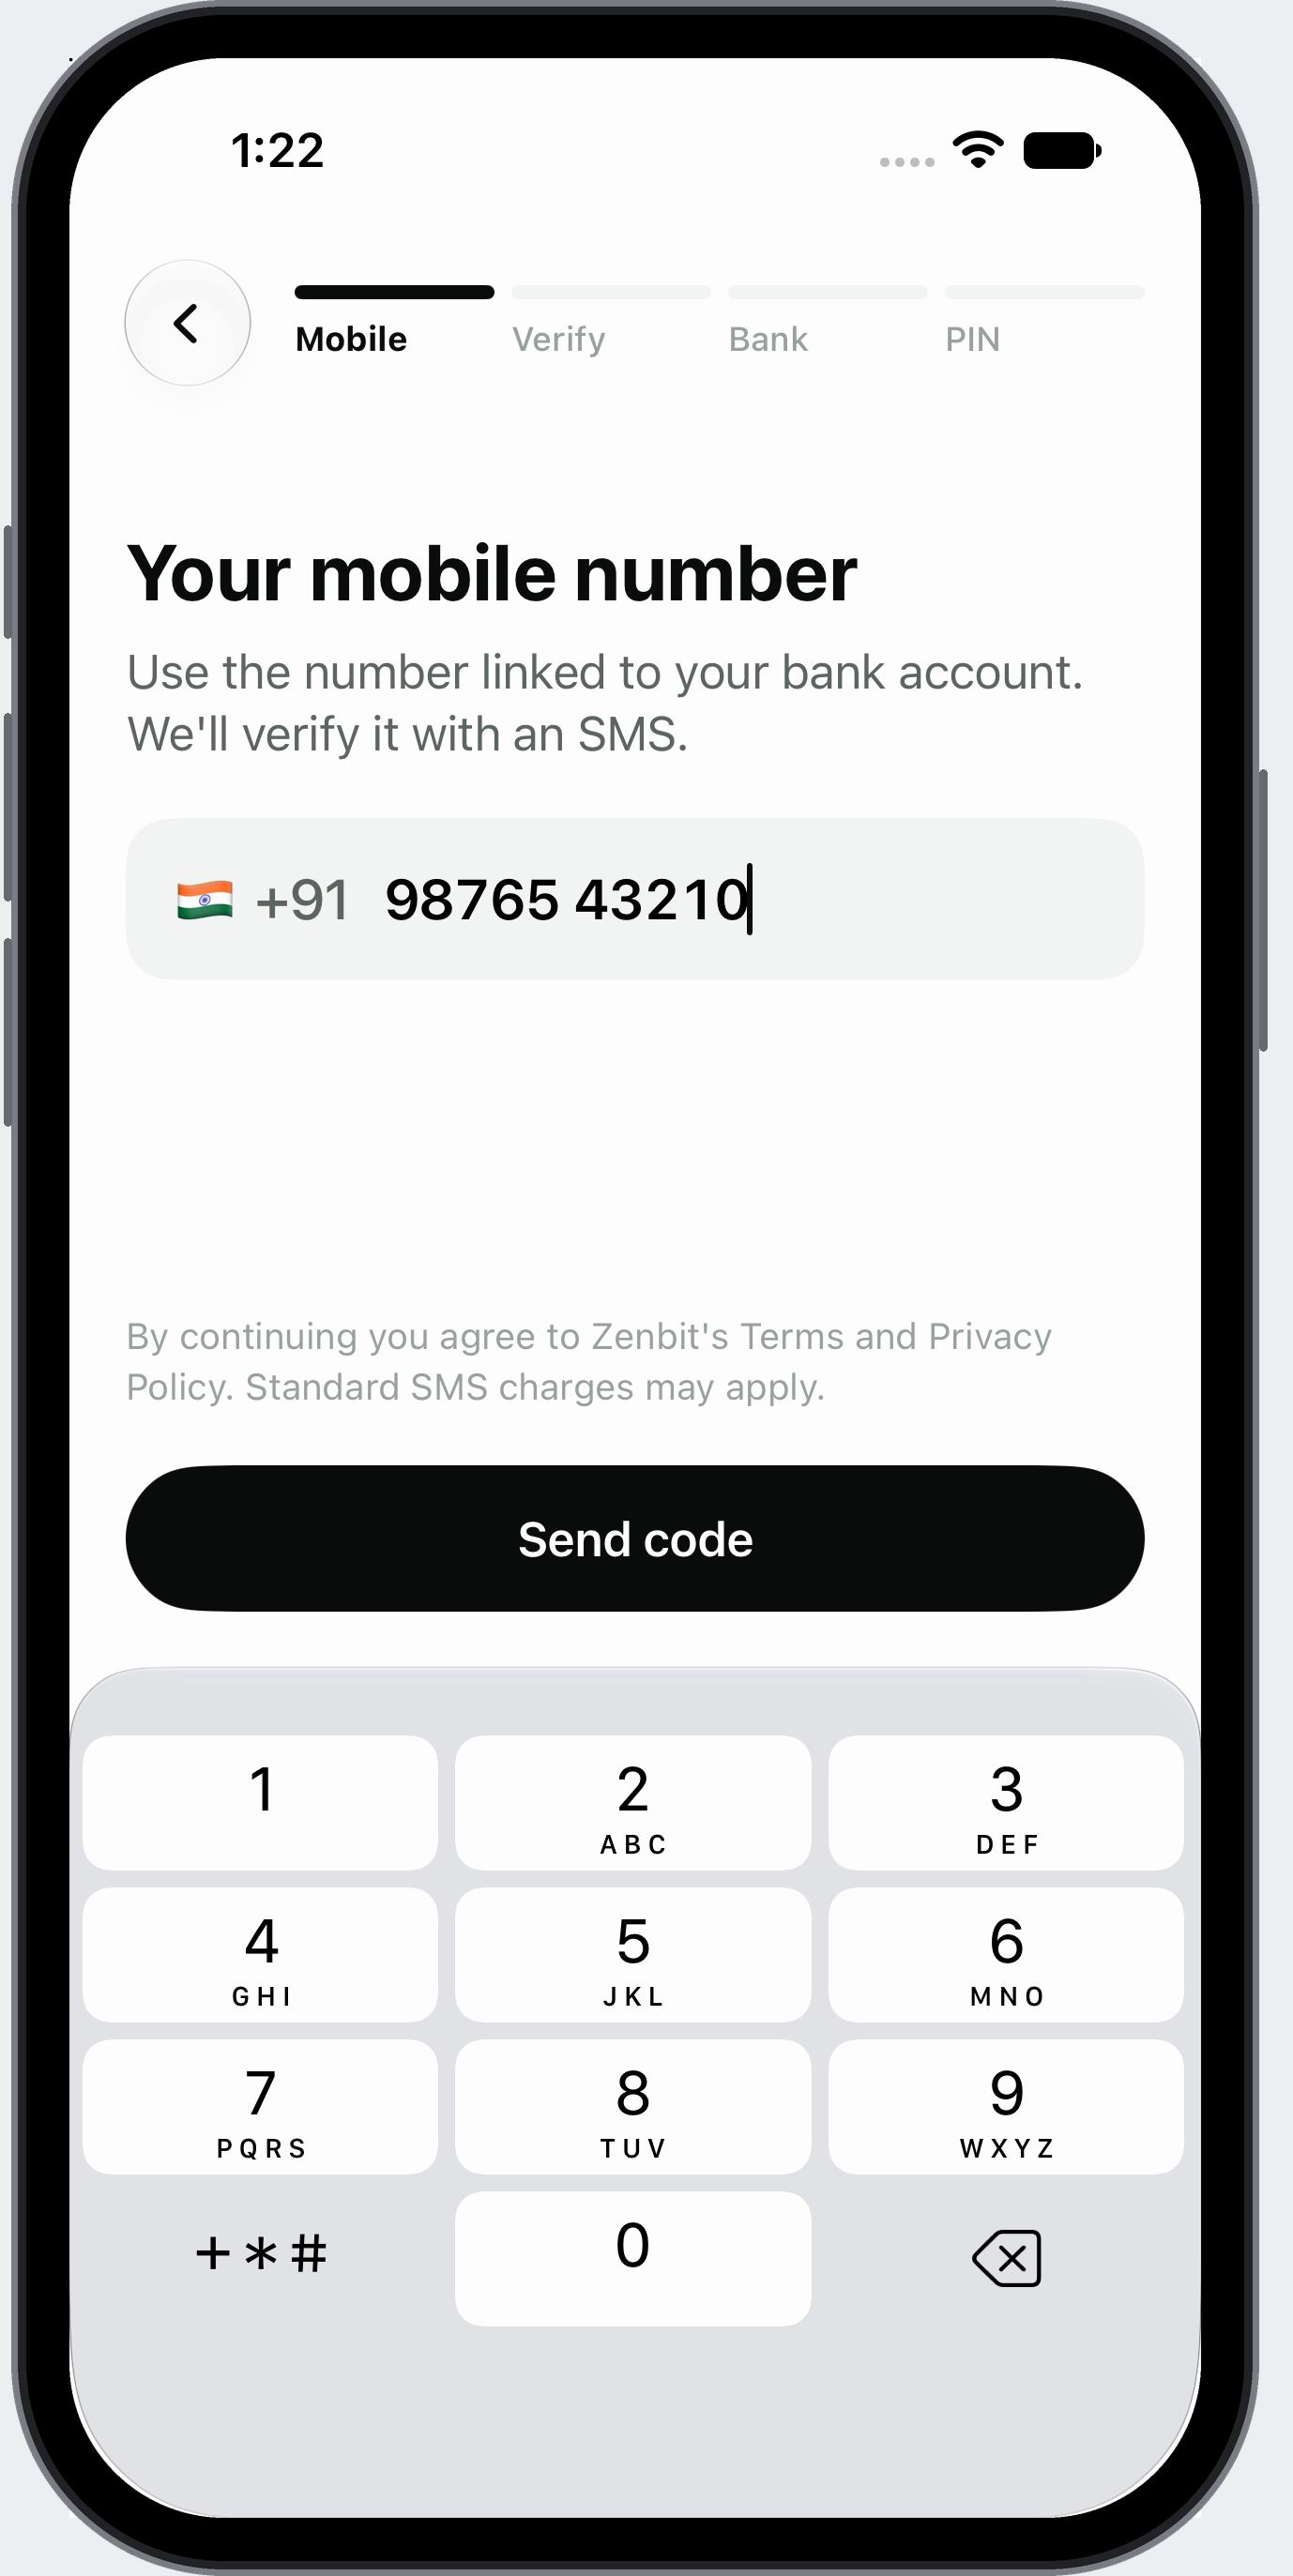 1:22
Mobile Verify Bank PIN
Your mobile number
Use the number linked to your bank account.
We'll verify it with an SMS.
🇮🇳 +91 98765 43210
By continuing you agree to Zenbit's Terms and Privacy
Policy. Standard SMS charges may apply.
Send code
1 2 3
ABC DEF
4 5 6
GHI JKL MNO
7 8 9
PQRS TUV WXYZ
+*# 0